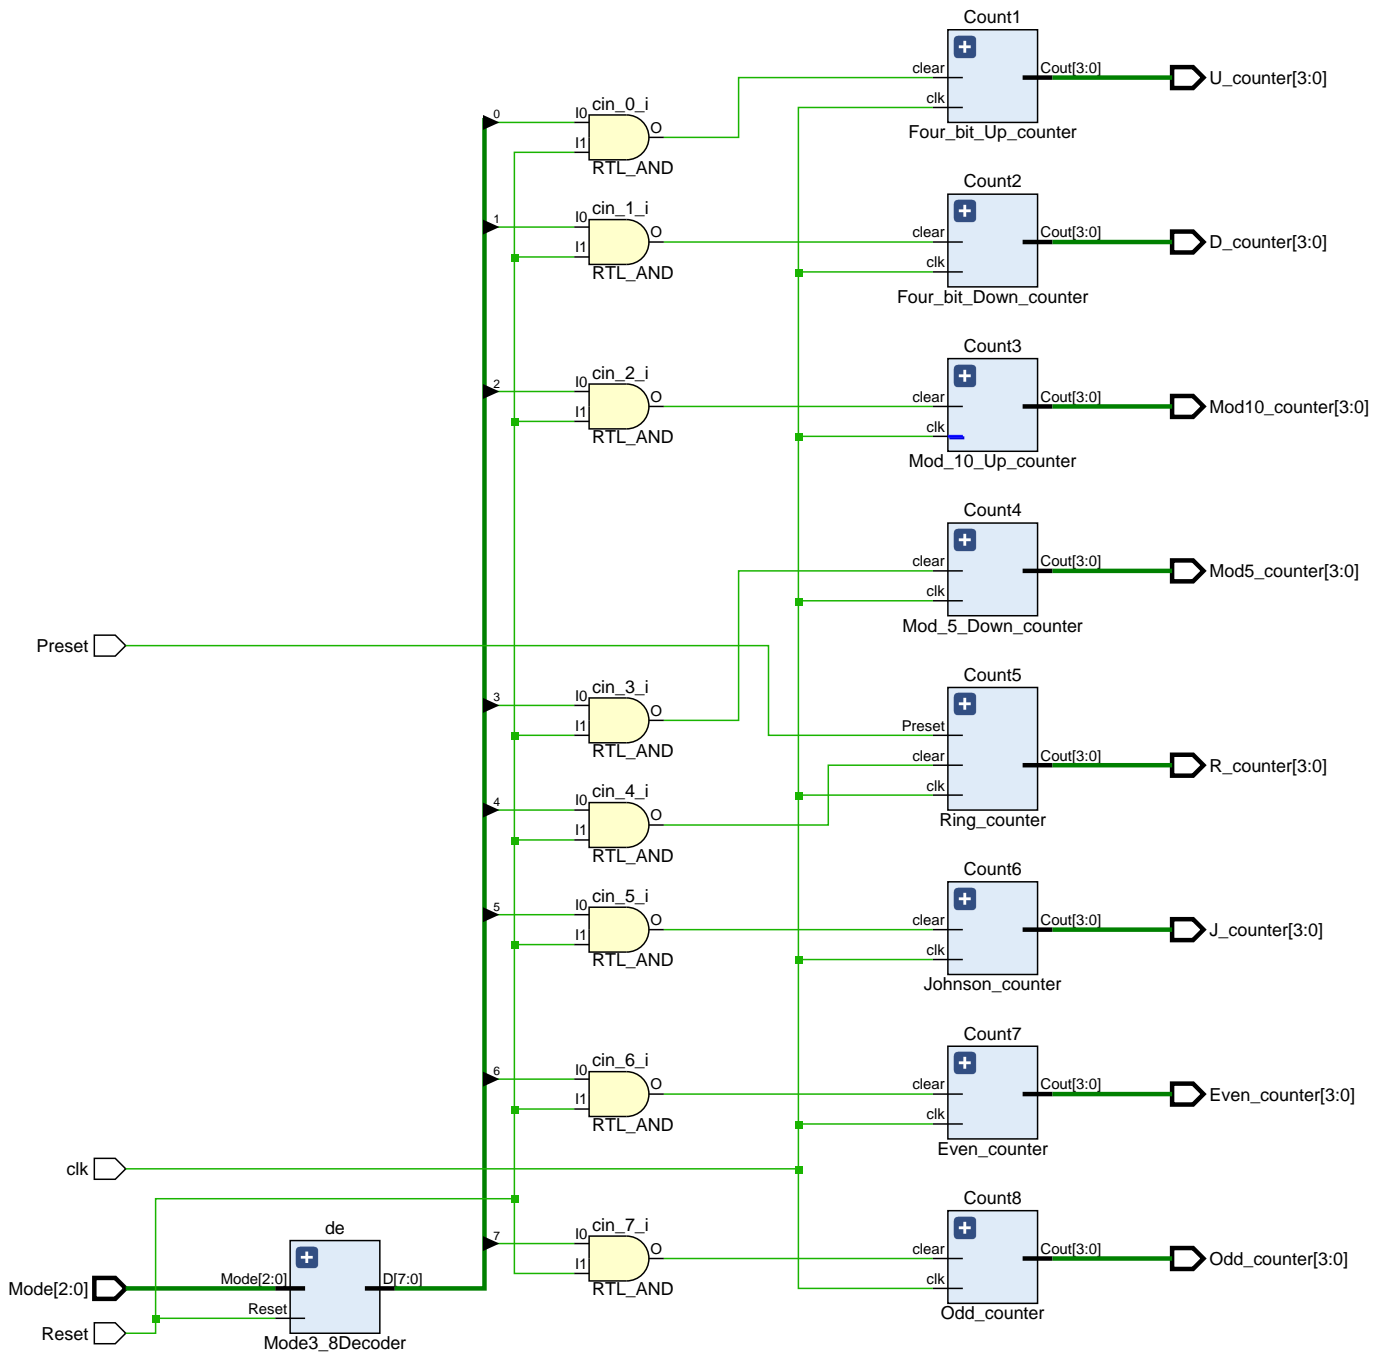 Count1
clear
clk
Cout[3:0]
U_counter[3:0]
Four_bit_Up_counter
0
I0
I1
cin_0_i
O
RTL_AND
Count2
clear
clk
Cout[3:0]
D_counter[3:0]
Four_bit_Down_counter
1
I0
I1
cin_1_i
O
RTL_AND
Count3
clear
clk
Cout[3:0]
Mod10_counter[3:0]
Mod_10_Up_counter
2
I0
I1
cin_2_i
O
RTL_AND
Count4
clear
clk
Cout[3:0]
Mod5_counter[3:0]
Mod_5_Down_counter
Preset
3
I0
I1
cin_3_i
O
RTL_AND
Count5
Preset
clear
clk
Cout[3:0]
R_counter[3:0]
Ring_counter
4
I0
I1
cin_4_i
O
RTL_AND
Count6
clear
clk
Cout[3:0]
J_counter[3:0]
Johnson_counter
5
I0
I1
cin_5_i
O
RTL_AND
Count7
clear
clk
Cout[3:0]
Even_counter[3:0]
Even_counter
6
I0
I1
cin_6_i
O
RTL_AND
clk
Count8
clear
clk
Cout[3:0]
Odd_counter[3:0]
Odd_counter
7
I0
I1
cin_7_i
O
RTL_AND
de
Mode[2:0]
Mode[2:0]
D[7:0]
Reset
Reset
Mode3_8Decoder